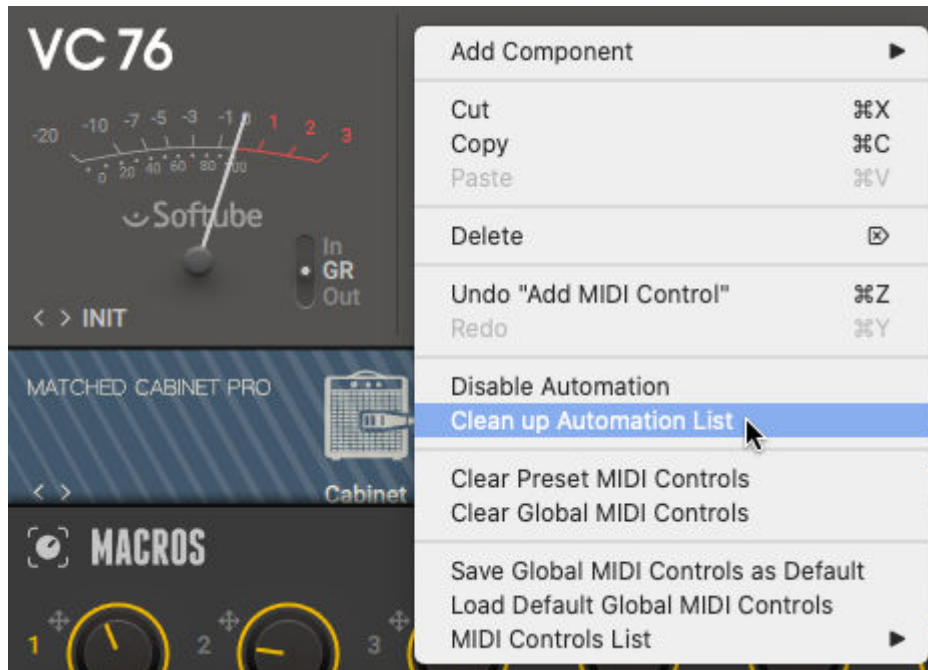 VC 76
-20 -10 -7 -5 -3 -1 0 1 2 3
0 20 40 60 80 100
Softube
In
GR
Out
< > INIT
MATCHED CABINET PRO
< > Cabinet
MACROS
1 2 3
Add Component ▶
Cut ⌘X
Copy ⌘C
Paste ⌘V
Delete ⌦
Undo "Add MIDI Control" ⌘Z
Redo ⌘Y
Disable Automation
Clean up Automation List
Clear Preset MIDI Controls
Clear Global MIDI Controls
Save Global MIDI Controls as Default
Load Default Global MIDI Controls
MIDI Controls List ▶